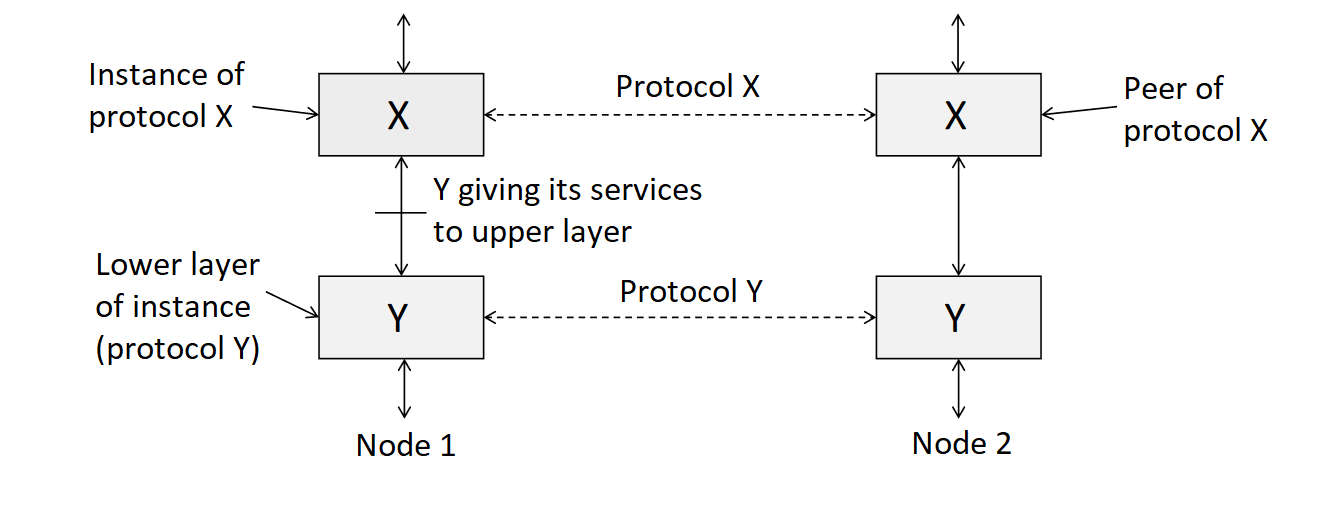 Instance of
protocol X
X
Protocol X
X
Peer of
protocol X
Y giving its services
to upper layer
Lower layer
of instance
(protocol Y)
Y
Protocol Y
Y
Node 1
Node 2